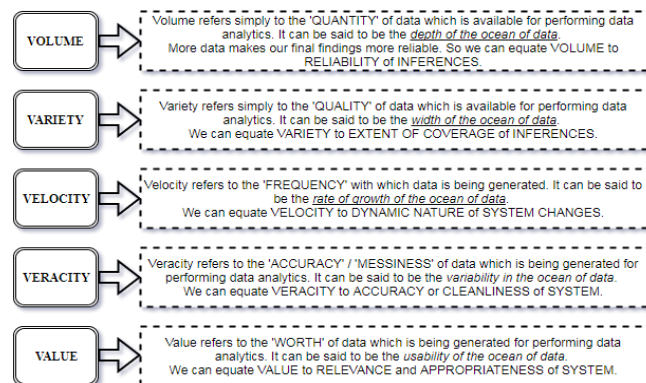 VOLUME
Volume refers simply to the 'QUANTITY' of data which is available for performing data
analytics. It can be said to be the depth of the ocean of data.
More data makes our final findings more reliable. So we can equate VOLUME to
RELIABILITY of INFERENCES.
VARIETY
Variety refers simply to the 'QUALITY' of data which is available for performing data
analytics. It can be said to be the width of the ocean of data.
We can equate VARIETY to EXTENT OF COVERAGE of INFERENCES.
VELOCITY
Velocity refers to the 'FREQUENCY' with which data is being generated. It can be said to
be the rate of growth of the ocean of data.
We can equate VELOCITY to DYNAMIC NATURE of SYSTEM CHANGES.
VERACITY
Veracity refers to the 'ACCURACY' / 'MESSINESS' of data which is being generated for
performing data analytics. It can be said to be the variability in the ocean of data.
We can equate VERACITY to ACCURACY or CLEANLINESS of SYSTEM.
VALUE
Value refers to the 'WORTH' of data which is being generated for performing data
analytics. It can be said to be the usability of the ocean of data.
We can equate VALUE to RELEVANCE and APPROPRIATENESS of SYSTEM.